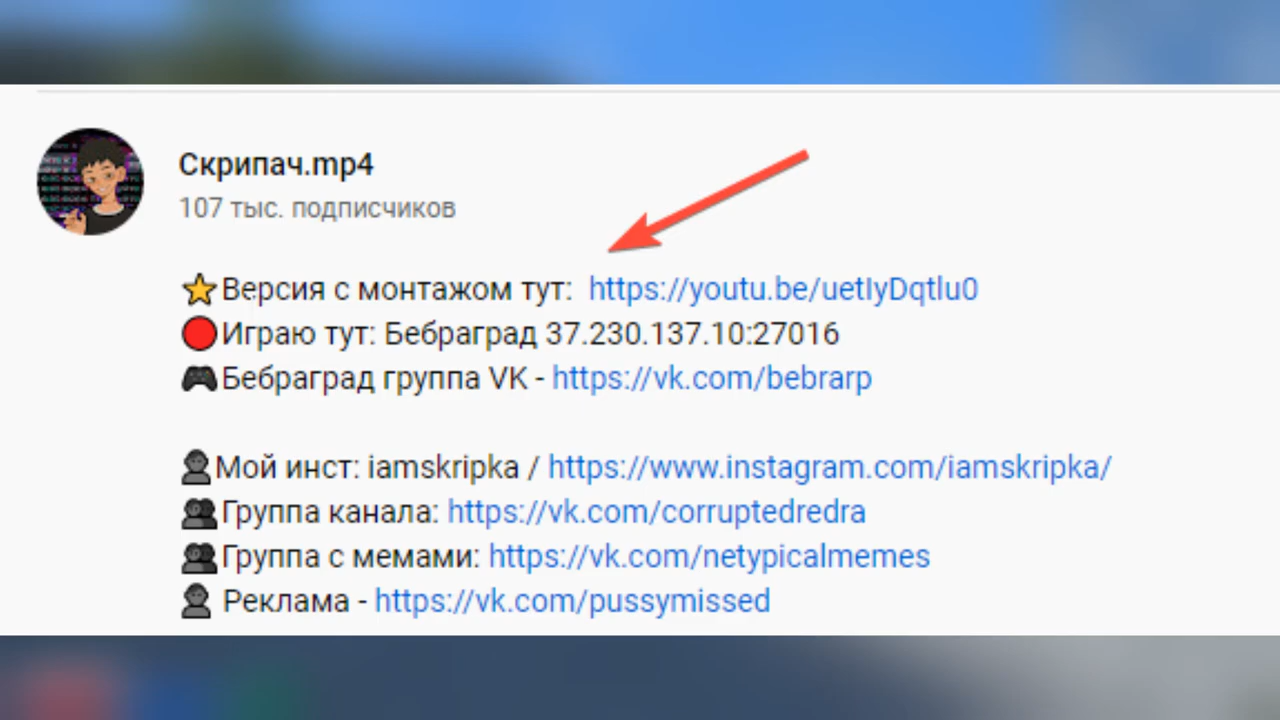 Скрипач.mp4
107 тыс. подписчиков
Версия с монтажом тут: https://youtu.be/uetIyDqtlu0
Играю тут: Бебраград 37.230.137.10:27016
Бебраград группа VK - https://vk.com/bebrarp
Мой инст: iamskripka / https://www.instagram.com/iamskripka/
Группа канала: https://vk.com/corruptedredra
Группа с мемами: https://vk.com/netypicalmemes
Реклама - https://vk.com/pussymissed